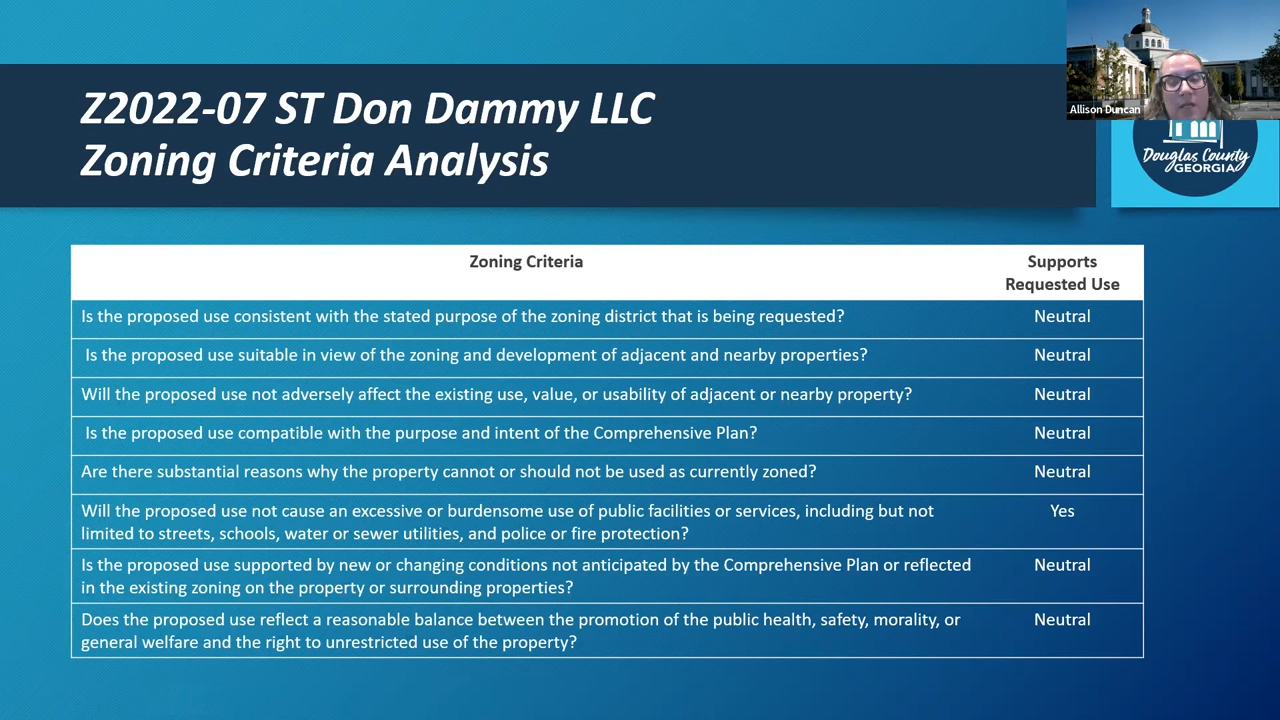 Z2022-07 ST Don Dammy LLC
Zoning Criteria Analysis
Allison Duncan
Douglas County
GEORGIA
Zoning Criteria
Supports
Requested Use
Is the proposed use consistent with the stated purpose of the zoning district that is being requested?
Neutral
Is the proposed use suitable in view of the zoning and development of adjacent and nearby properties?
Neutral
Will the proposed use not adversely affect the existing use, value, or usability of adjacent or nearby property?
Neutral
Is the proposed use compatible with the purpose and intent of the Comprehensive Plan?
Neutral
Are there substantial reasons why the property cannot or should not be used as currently zoned?
Neutral
Will the proposed use not cause an excessive or burdensome use of public facilities or services, including but not
limited to streets, schools, water or sewer utilities, and police or fire protection?
Yes
Is the proposed use supported by new or changing conditions not anticipated by the Comprehensive Plan or reflected
in the existing zoning on the property or surrounding properties?
Neutral
Does the proposed use reflect a reasonable balance between the promotion of the public health, safety, morality, or
general welfare and the right to unrestricted use of the property?
Neutral